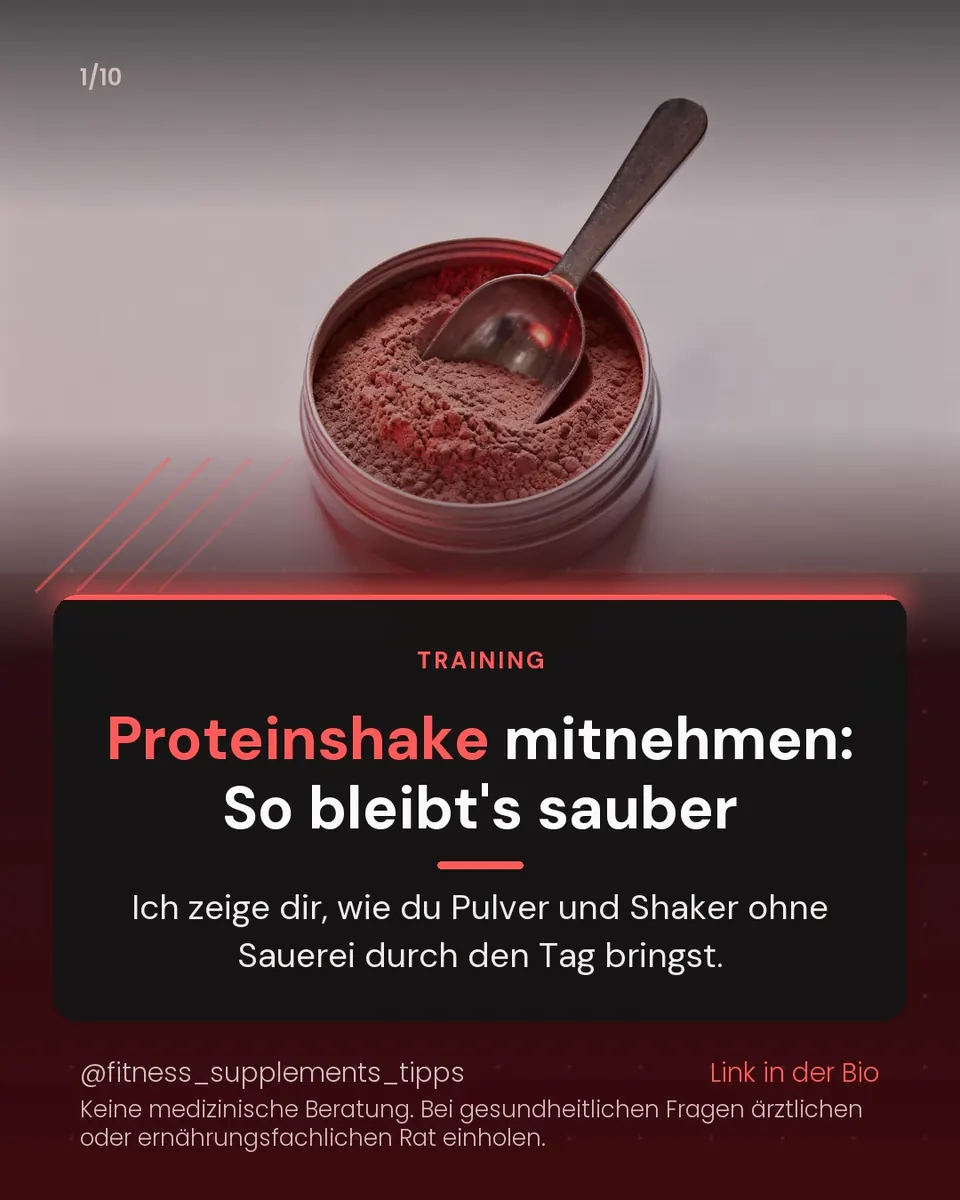 1/10
TRAINING
Proteinshake mitnehmen:
So bleibt's sauber
Ich zeige dir, wie du Pulver und Shaker ohne
Sauerei durch den Tag bringst.
@fitness_supplements_tipps
Link in der Bio
Keine medizinische Beratung. Bei gesundheitlichen Fragen ärztlichen
oder ernährungsfachlichen Rat einholen.